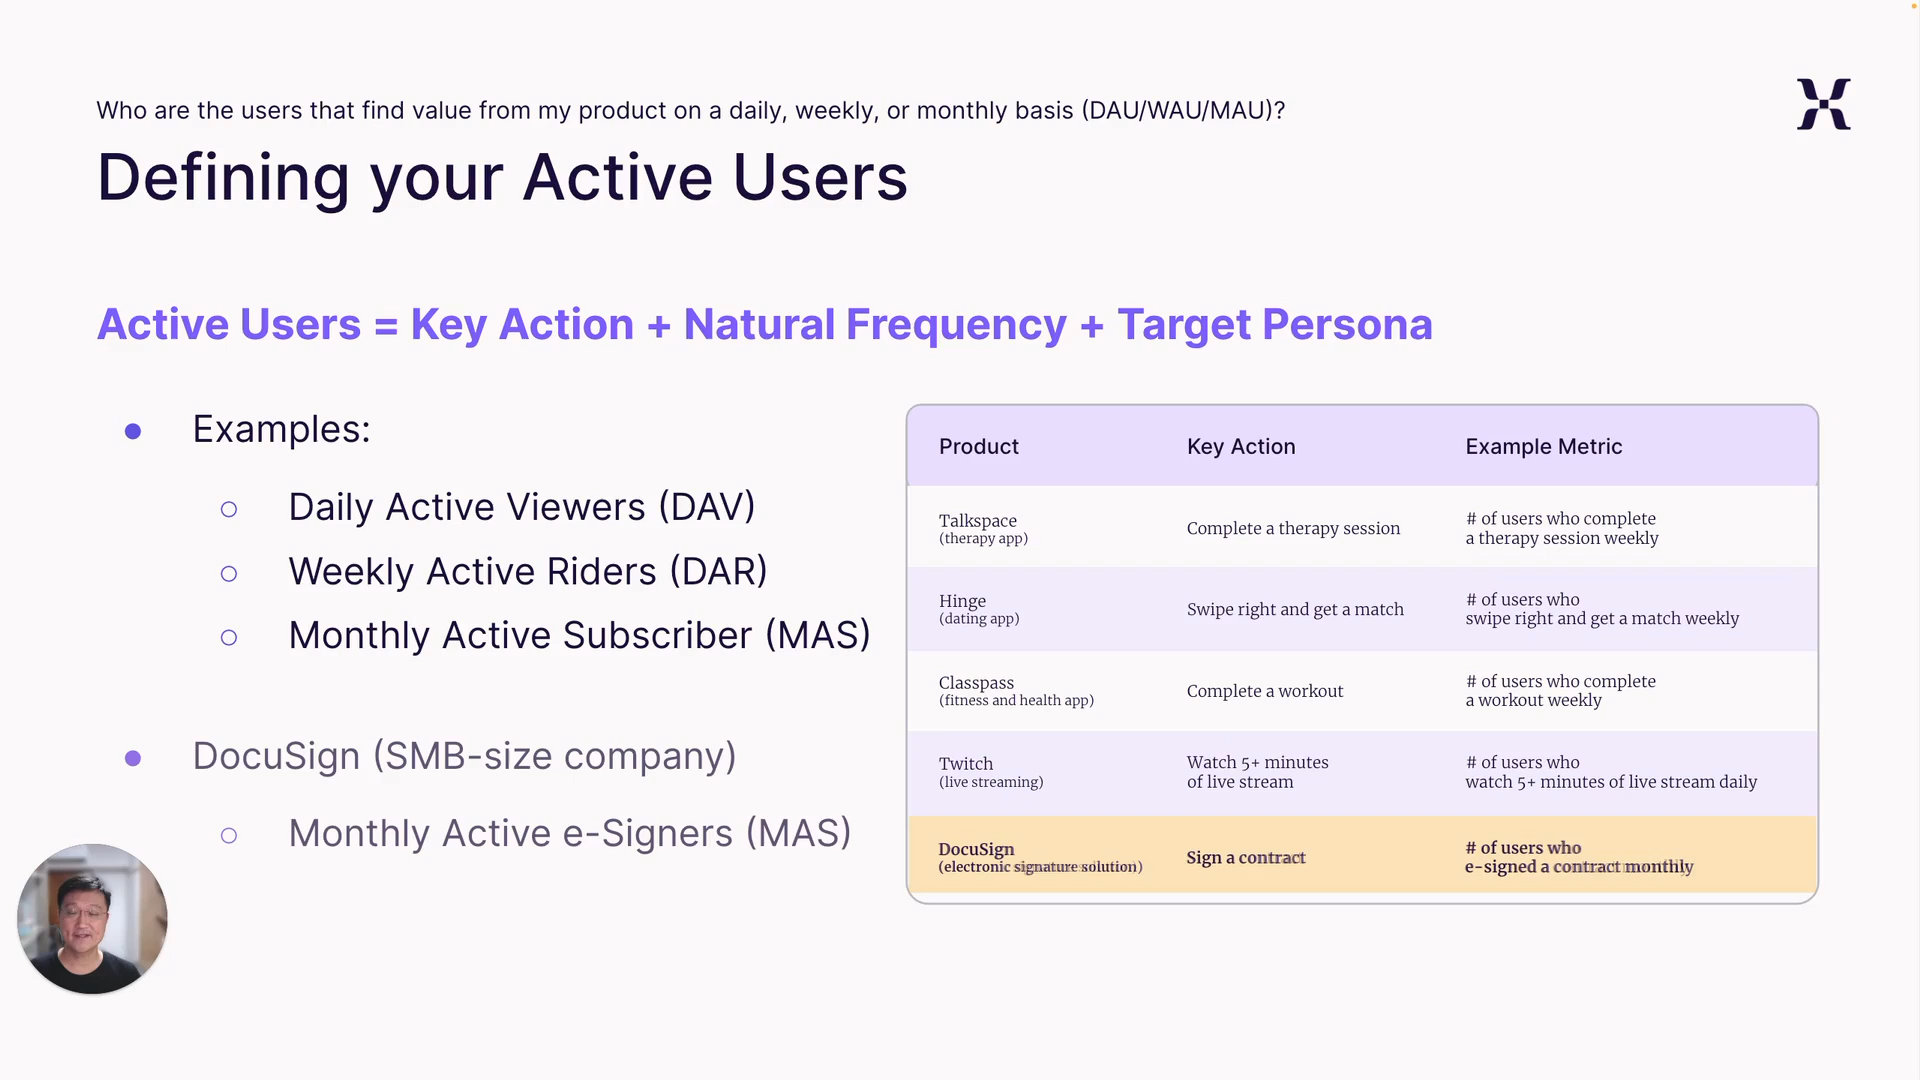 Who are the users that find value from my product on a daily, weekly, or monthly basis (DAU/WAU/MAU)?
Defining your Active Users
Active Users = Key Action + Natural Frequency + Target Persona
Examples:
Daily Active Viewers (DAV)
Weekly Active Riders (DAR)
Monthly Active Subscriber (MAS)
DocuSign (SMB-size company)
Monthly Active e-Signers (MAS)
Product Key Action Example Metric
Talkspace
(therapy app)
Complete a therapy session
# of users who complete
a therapy session weekly
Hinge
(dating app)
Swipe right and get a match
# of users who
swipe right and get a match weekly
Classpass
(fitness and health app)
Complete a workout
# of users who complete
a workout weekly
Twitch
(live streaming)
Watch 5+ minutes
of live stream
# of users who
watch 5+ minutes of live stream daily
DocuSign
(electronic signature solution)
Sign a contract
# of users who
e-signed a contract monthly